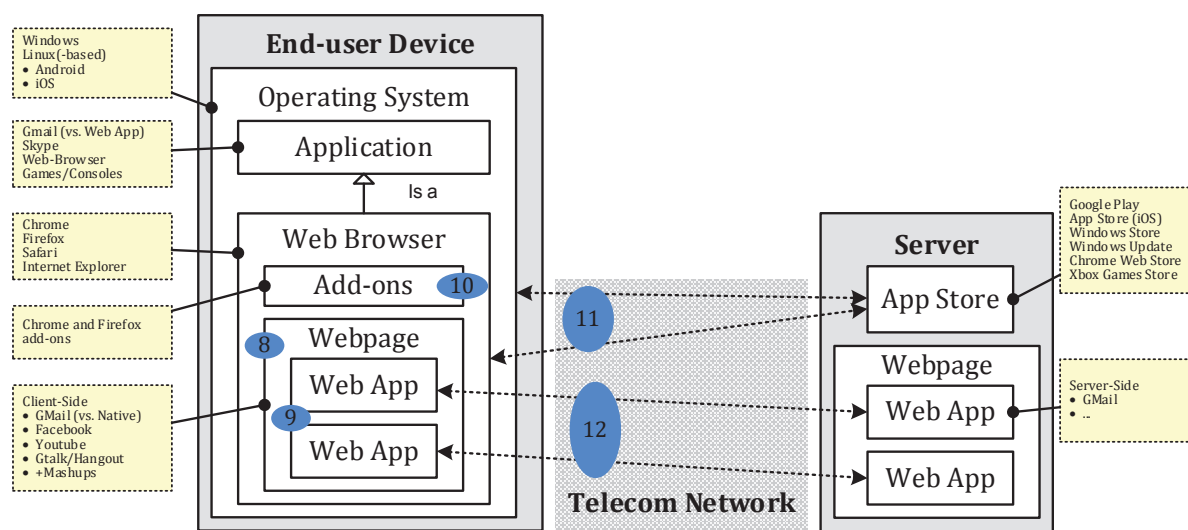 Windows
Linux(-based)
• Android
• iOS
Gmail (vs. Web App)
Skype
Web-Browser
Games/Consoles
Chrome
Firefox
Safari
Internet Explorer
Chrome and Firefox
add-ons
Client-Side
• GMail (vs. Native)
• Facebook
• Youtube
• Gtalk/Hangout
• +Mashups
End-user Device
Operating System
Application
Is a
Web Browser
Add-ons
10
8
Webpage
Web App
9
Web App
11
12
Telecom Network
Server
App Store
Webpage
Web App
Web App
Google Play
App Store (iOS)
Windows Store
Windows Update
Chrome Web Store
Xbox Games Store
Server-Side
• GMail
• ...